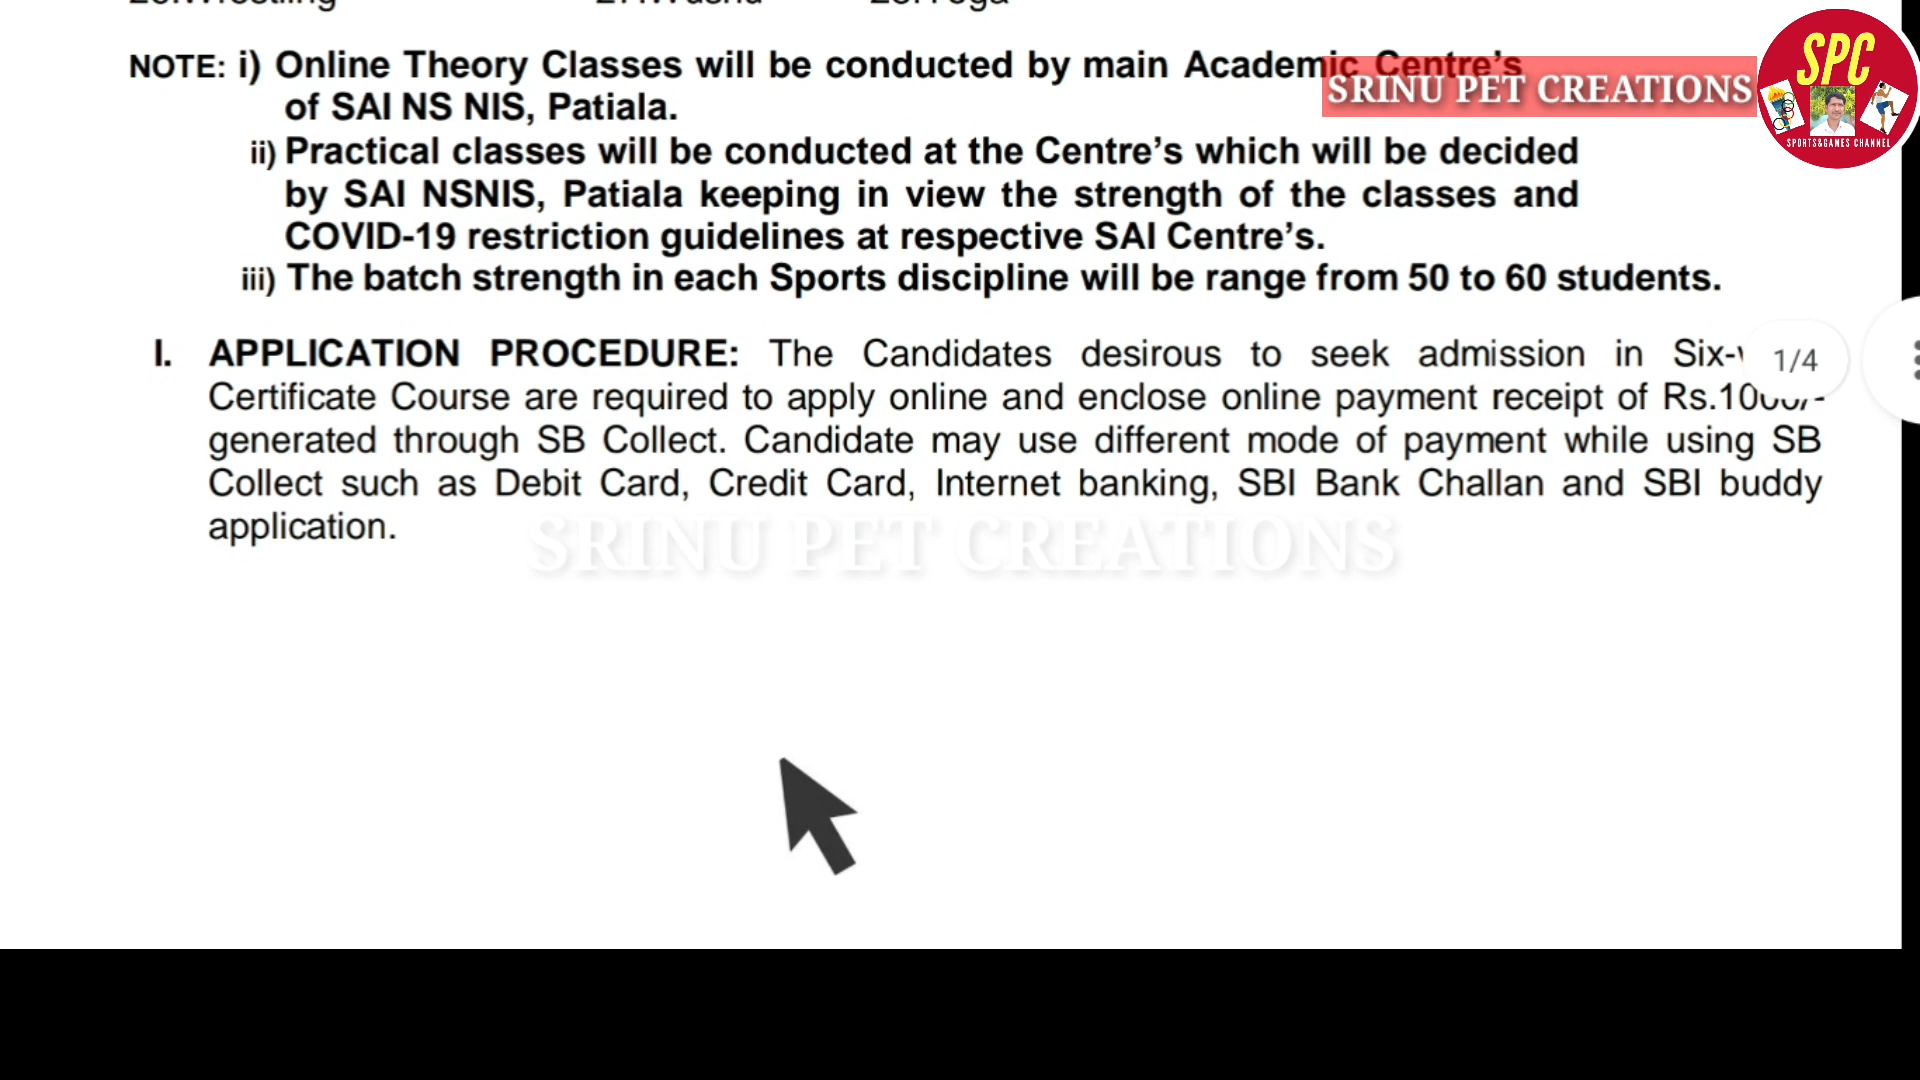 NOTE: i) Online Theory Classes will be conducted by main Academic Centre's
of SAI NS NIS, Patiala.
ii) Practical classes will be conducted at the Centre's which will be decided
by SAI NSNIS, Patiala keeping in view the strength of the classes and
COVID-19 restriction guidelines at respective SAI Centre's.
iii) The batch strength in each Sports discipline will be range from 50 to 60 students.
I. APPLICATION PROCEDURE: The Candidates desirous to seek admission in
Certificate Course are required to apply online and enclose online payment receipt of Rs.1000/-
generated through SB Collect. Candidate may use different mode of payment while using SB
Collect such as Debit Card, Credit Card, Internet banking, SBI Bank Challan and SBI buddy
application.
SRINU PET CREATIONS
SRINU PET CREATIONS
SPC
SPORTS&GAMES CHANNEL
1/4